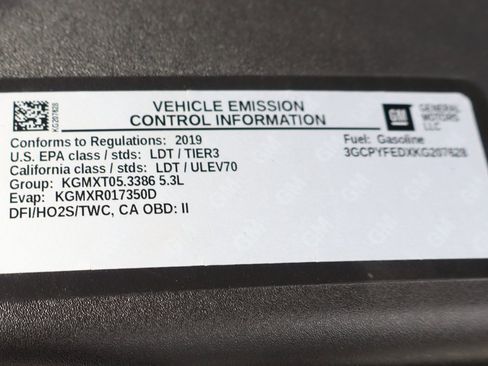 KG207628
VEHICLE EMISSION
CONTROL INFORMATION
GM
GENERAL
MOTORS
LLC
Conforms to Regulations: 2019
Fuel: Gasoline
U.S. EPA class / stds: LDT / TIER3
3GCPYFEDXKG207628
California class / stds: LDT / ULEV70
Group: KGMXT05.3386 5.3L
Evap: KGMXR017350D
DFI/HO2S/TWC, CA OBD: II